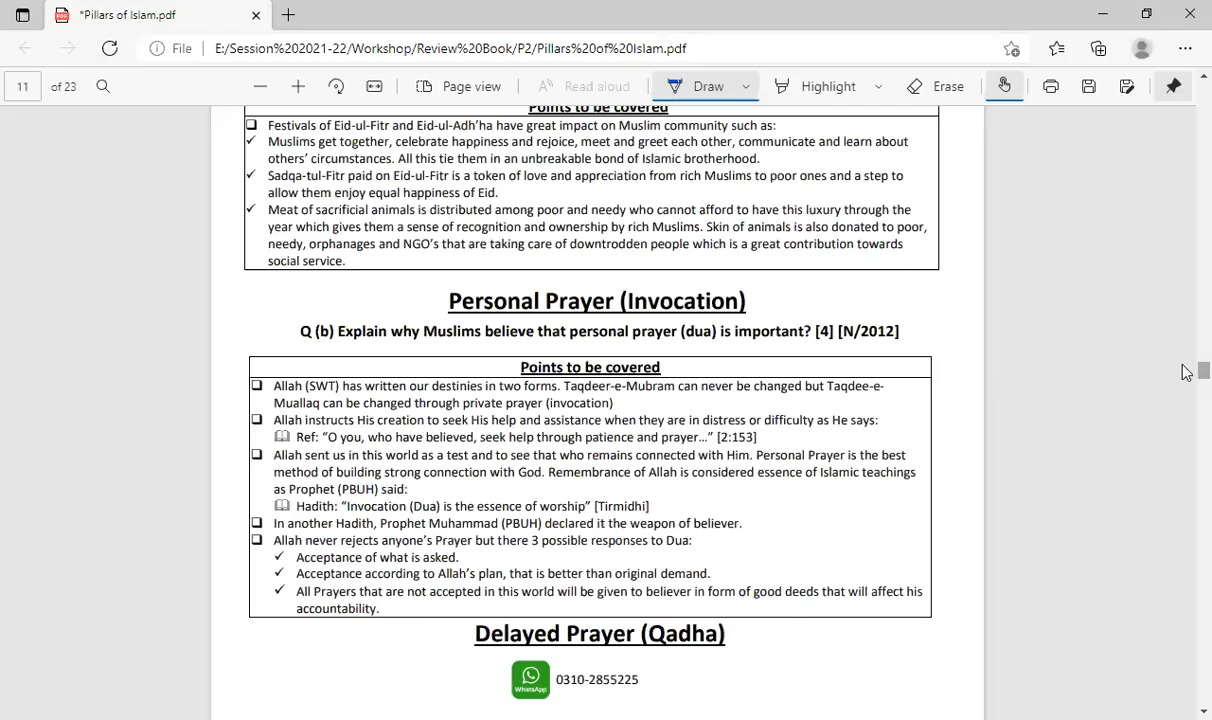 *Pillars of Islam.pdf
File
E:/Session%202021-22/Workshop/Review%20Book/P2/Pillars%20of%20Islam.pdf
11 of 23
Page view
Read aloud
Draw
Highlight
Erase
Points to be covered
Festivals of Eid-ul-Fitr and Eid-ul-Adh'ha have great impact on Muslim community such as:
Muslims get together, celebrate happiness and rejoice, meet and greet each other, communicate and learn about
others' circumstances. All this tie them in an unbreakable bond of Islamic brotherhood.
Sadqa-tul-Fitr paid on Eid-ul-Fitr is a token of love and appreciation from rich Muslims to poor ones and a step to
allow them enjoy equal happiness of Eid.
Meat of sacrificial animals is distributed among poor and needy who cannot afford to have this luxury through the
year which gives them a sense of recognition and ownership by rich Muslims. Skin of animals is also donated to poor,
needy, orphanages and NGO's that are taking care of downtrodden people which is a great contribution towards
social service.
Personal Prayer (Invocation)
Q (b) Explain why Muslims believe that personal prayer (dua) is important? [4] [N/2012]
Points to be covered
Allah (SWT) has written our destinies in two forms. Taqdeer-e-Mubram can never be changed but Taqdee-e-
Muallaq can be changed through private prayer (invocation)
Allah instructs His creation to seek His help and assistance when they are in distress or difficulty as He says:
Ref: "O you, who have believed, seek help through patience and prayer…" [2:153]
Allah sent us in this world as a test and to see that who remains connected with Him. Personal Prayer is the best
method of building strong connection with God. Remembrance of Allah is considered essence of Islamic teachings
as Prophet (PBUH) said:
Hadith: "Invocation (Dua) is the essence of worship" [Tirmidhi]
In another Hadith, Prophet Muhammad (PBUH) declared it the weapon of believer.
Allah never rejects anyone's Prayer but there 3 possible responses to Dua:
Acceptance of what is asked.
Acceptance according to Allah's plan, that is better than original demand.
All Prayers that are not accepted in this world will be given to believer in form of good deeds that will affect his
accountability.
Delayed Prayer (Qadha)
WhatsApp
0310-2855225